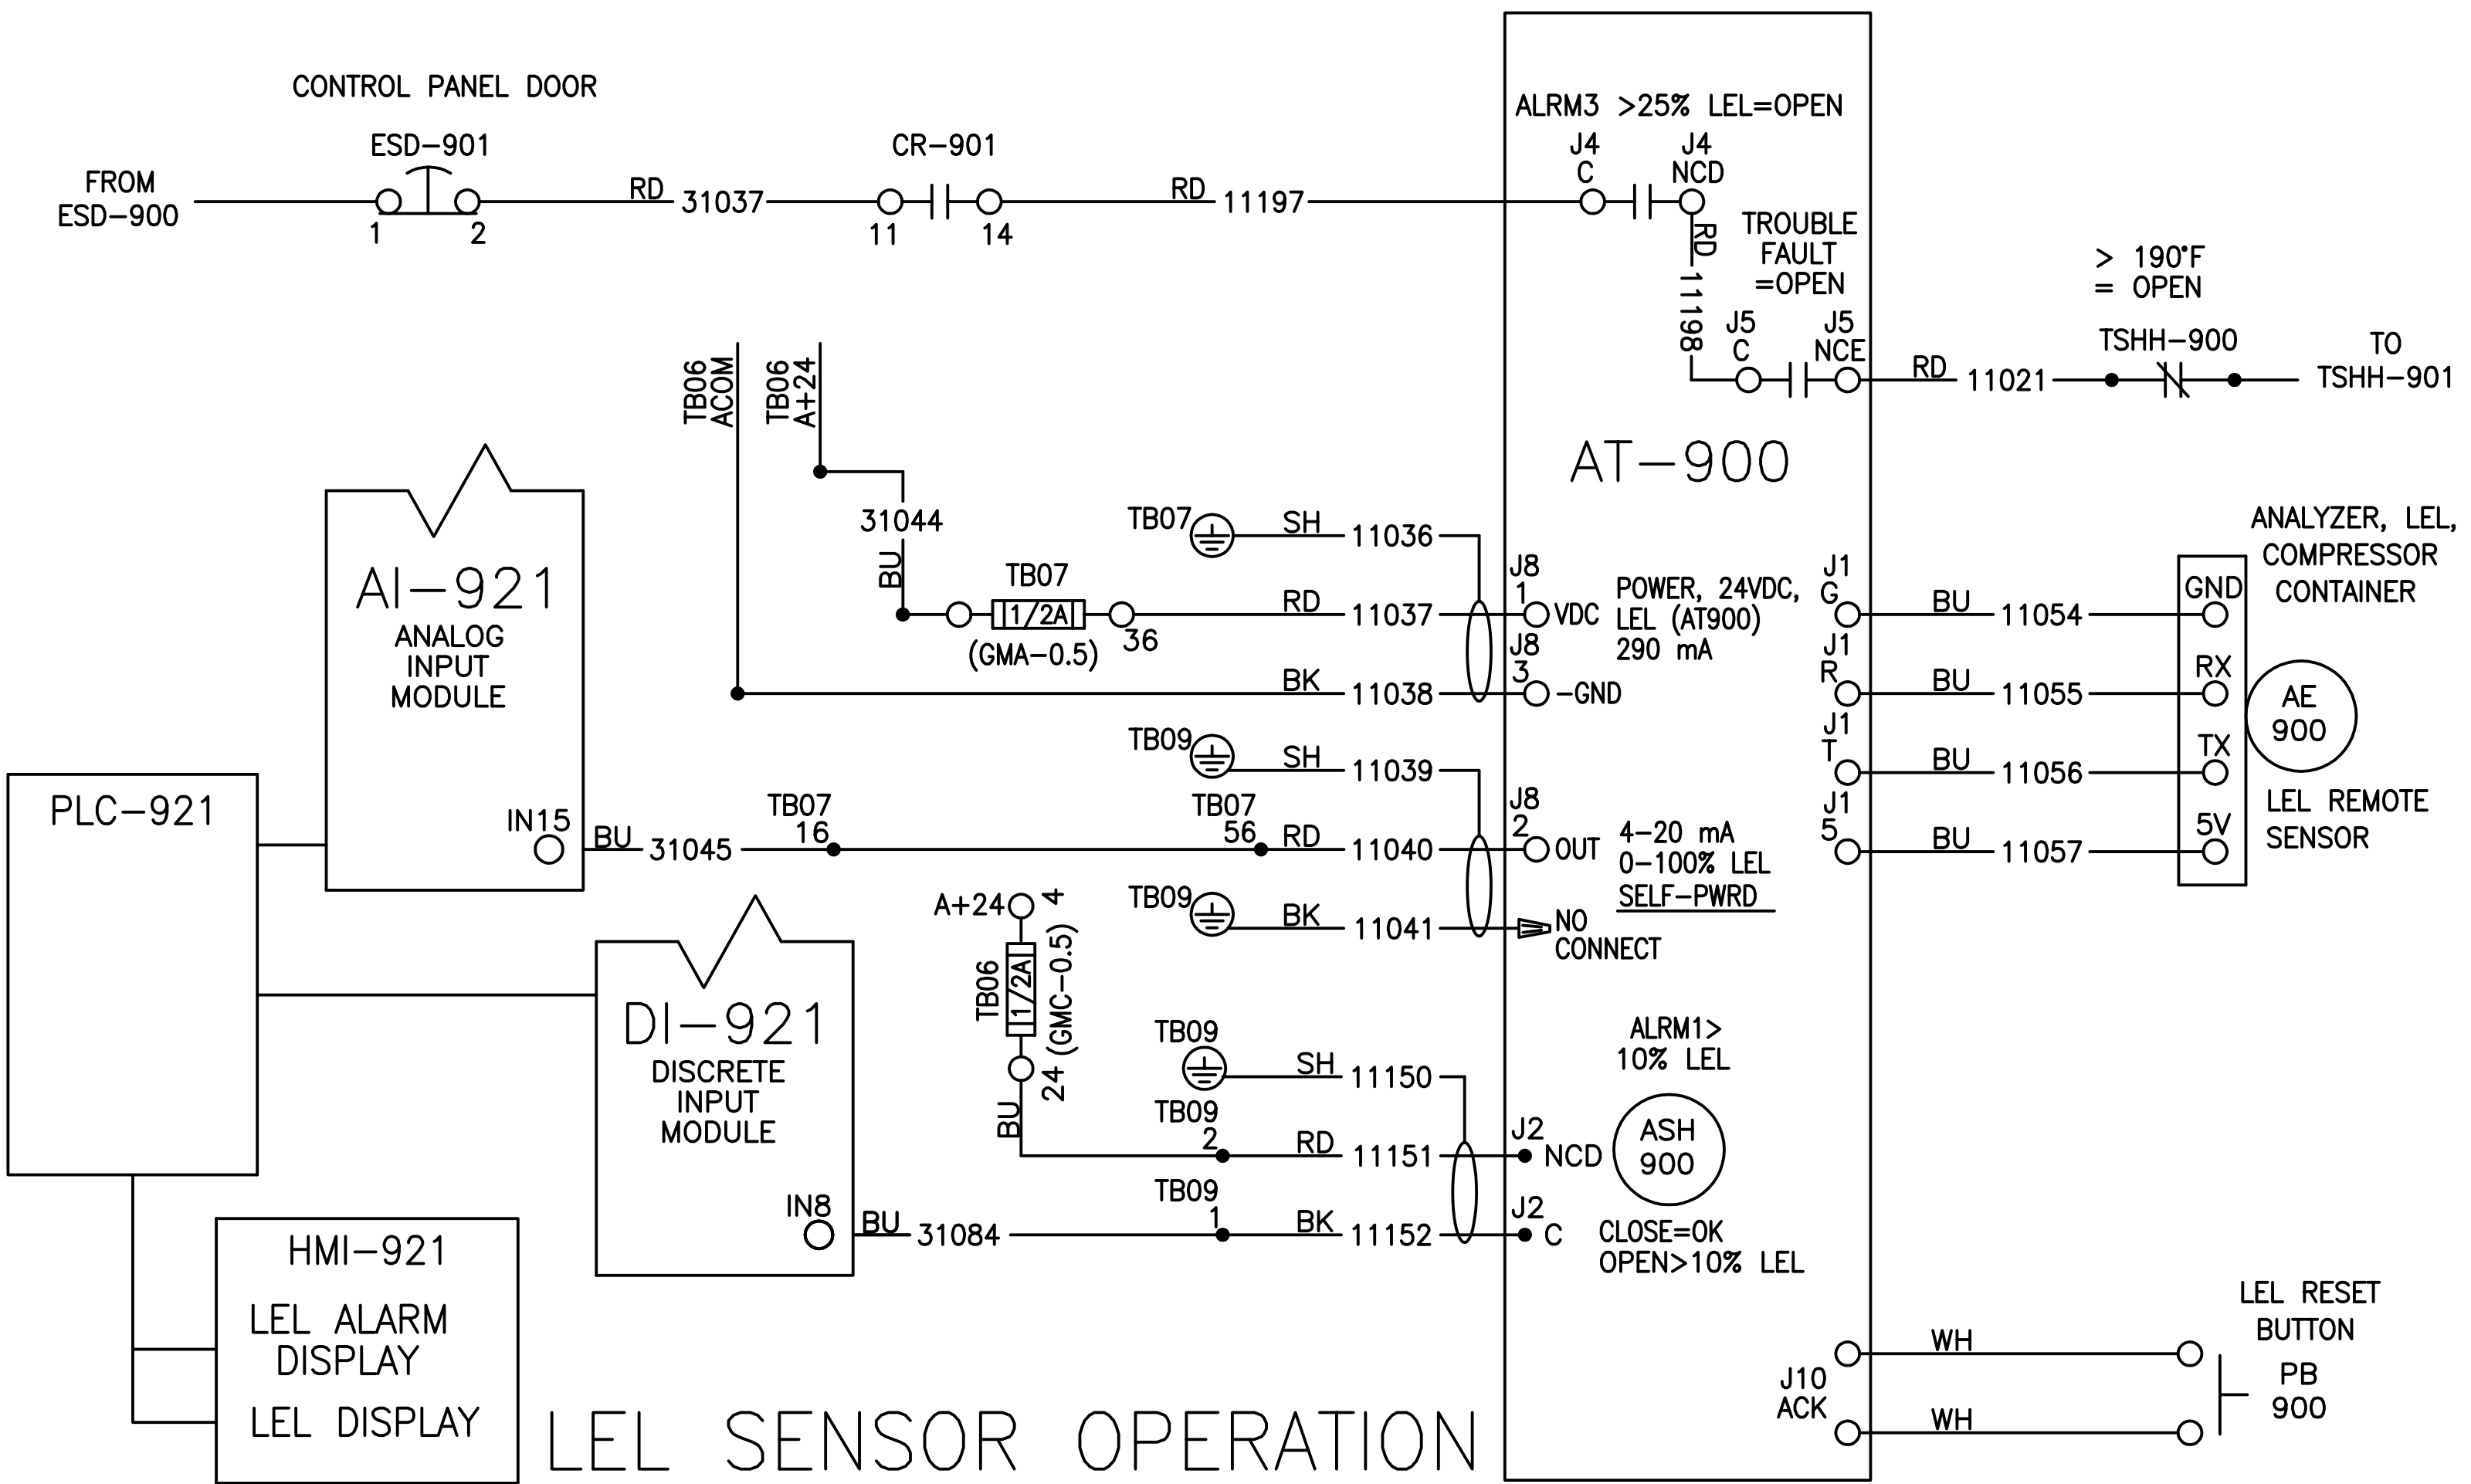 CONTROL PANEL DOOR
ESD-901
FROM
ESD-900
1
2
RD
31037
CR-901
11
14
RD
11197
ALRM3 >25% LEL=OPEN
J4
C
J4
NCD
RD
11198
TROUBLE
FAULT
=OPEN
J5
C
J5
NCE
RD
11021
> 190°F
= OPEN
TSHH-900
TO
TSHH-901
AT-900
TB06
ACOM
TB06
A+24
31044
BU
TB07
1/2A
(GMA-0.5)
36
TB07
SH
11036
RD
11037
BK
11038
J8
1
VDC
J8
3
-GND
POWER, 24VDC,
LEL (AT900)
290 mA
J1
G
BU
11054
GND
J1
R
BU
11055
RX
J1
T
BU
11056
TX
J1
5
BU
11057
5V
ANALYZER, LEL,
COMPRESSOR
CONTAINER
AE
900
LEL REMOTE
SENSOR
AI-921
ANALOG
INPUT
MODULE
IN15
BU
31045
TB07
16
TB07
56
RD
11040
TB09
SH
11039
J8
2
OUT
4-20 mA
0-100% LEL
SELF-PWRD
TB09
BK
11041
NO
CONNECT
PLC-921
DI-921
DISCRETE
INPUT
MODULE
IN8
BU
31084
A+24
4
TB06
1/2A
(GMC-0.5)
24
BU
TB09
SH
11150
TB09
2
RD
11151
J2
NCD
TB09
1
BK
11152
J2
C
ALRM1>
10% LEL
ASH
900
CLOSE=OK
OPEN>10% LEL
HMI-921
LEL ALARM
DISPLAY
LEL DISPLAY
J10
ACK
WH
WH
LEL RESET
BUTTON
PB
900
LEL SENSOR OPERATION